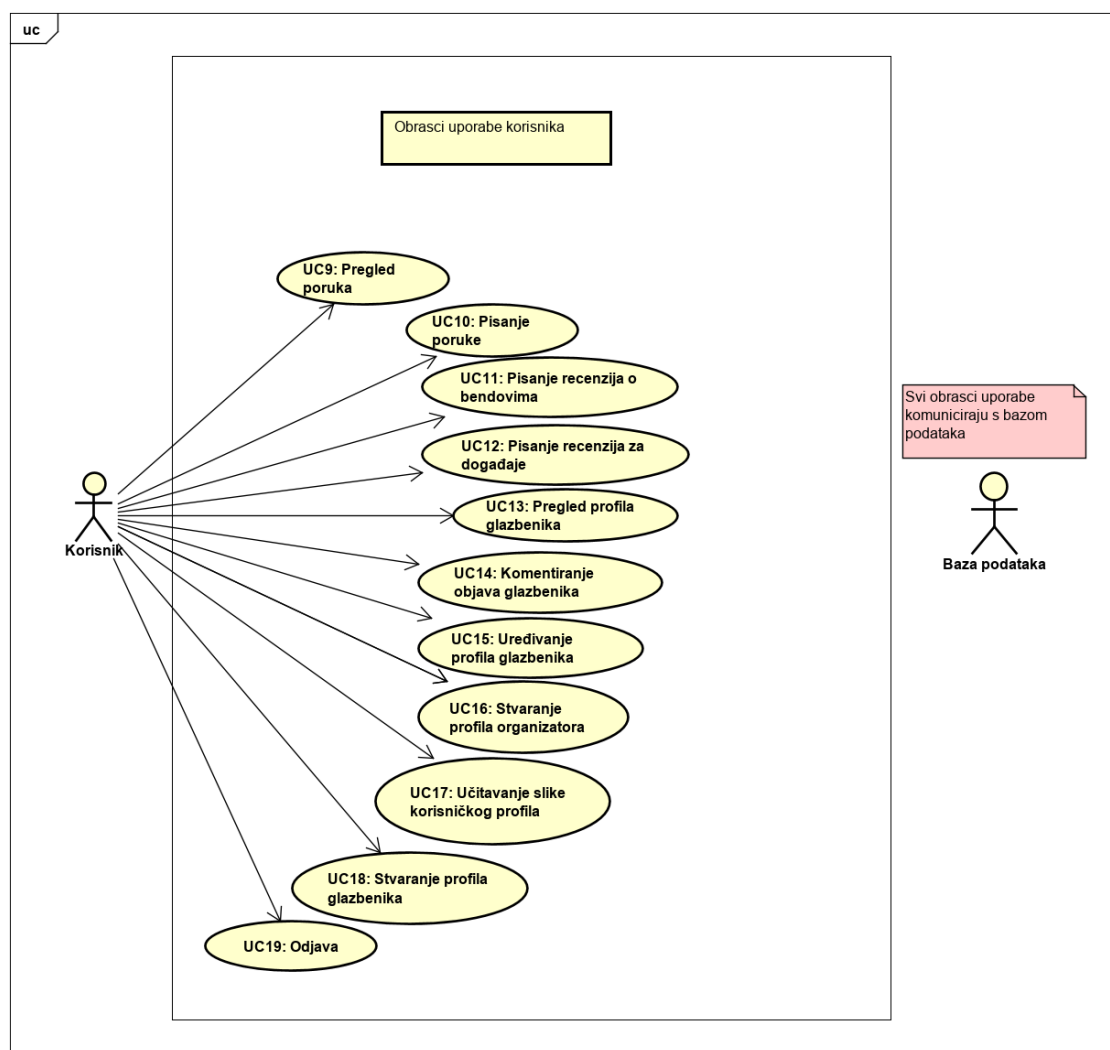 uc
Obrasci uporabe korisnika
UC9: Pregled
poruka
UC10: Pisanje
poruke
UC11: Pisanje recenzija o
bendovima
UC12: Pisanje recenzija za
događaje
UC13: Pregled profila
glazbenika
UC14: Komentiranje
objava glazbenika
UC15: Uređivanje
profila glazbenika
UC16: Stvaranje
profila organizatora
UC17: Učitavanje slike
korisničkog profila
UC18: Stvaranje profila
glazbenika
UC19: Odjava
Korisnik
Svi obrasci uporabe
komuniciraju s bazom
podataka
Baza podataka